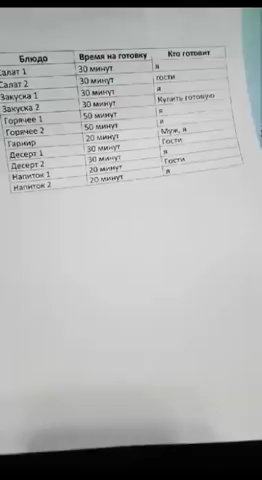 Блюдо Время на готовку Кто готовит
Салат 1 30 минут я
Салат 2 30 минут гости
Закуска 1 30 минут я
Закуска 2 30 минут Купить готовую
Горячее 1 50 минут я
Горячее 2 50 минут я
Гарнир 20 минут Муж, я
Десерт 1 30 минут Гости
Десерт 2 30 минут я
Напиток 1 20 минут Гости
Напиток 2 20 минут я